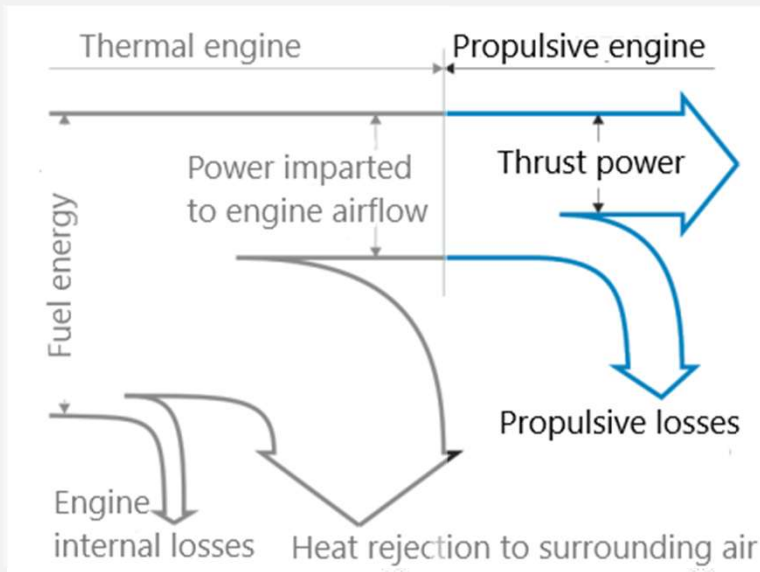 Thermal engine
Propulsive engine
Power imparted
to engine airflow
Thrust power
Fuel energy
Propulsive losses
Engine
internal losses
Heat rejection to surrounding air